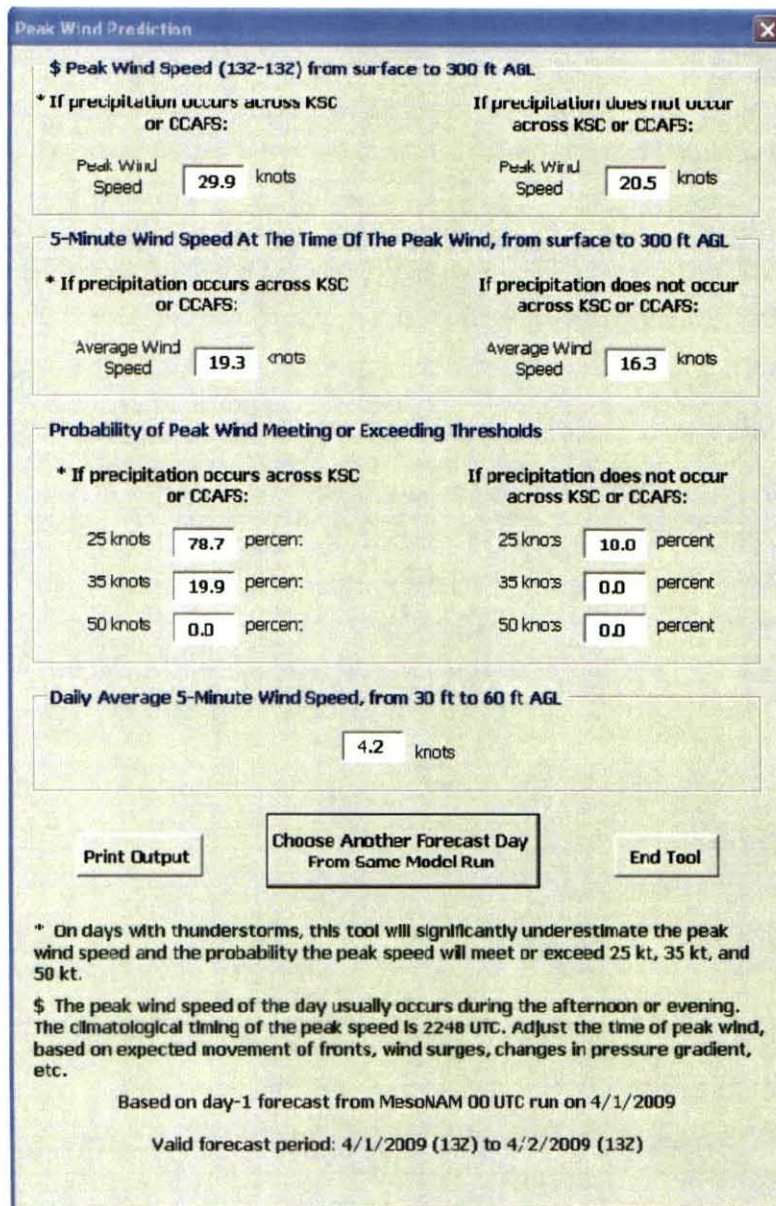 Peak Wind Prediction
$ Peak Wind Speed (13Z-13Z) from surface to 300 ft AGL
* If precipitation occurs across KSC If precipitation does not occur
or CCAFS: across KSC or CCAFS:
Peak Wind Peak Wind
Speed 29.9 knots Speed 20.5 knots
5-Minute Wind Speed At The Time Of The Peak Wind, from surface to 300 ft AGL
* If precipitation occurs across KSC If precipitation does not occur
or CCAFS: across KSC or CCAFS:
Average Wind Average Wind
Speed 19.3 knots Speed 16.3 knots
Probability of Peak Wind Meeting or Exceeding Thresholds
* If precipitation occurs across KSC If precipitation does not occur
or CCAFS: across KSC or CCAFS:
25 knots 78.7 percent 25 knots 10.0 percent
35 knots 19.9 percent 35 knots 0.0 percent
50 knots 0.0 percent 50 knots 0.0 percent
Daily Average 5-Minute Wind Speed, from 30 ft to 60 ft AGL
4.2 knots
Print Output Choose Another Forecast Day End Tool
From Same Model Run
* On days with thunderstorms, this tool will significantly underestimate the peak
wind speed and the probability the peak speed will meet or exceed 25 kt, 35 kt, and
50 kt.
$ The peak wind speed of the day usually occurs during the afternoon or evening.
The climatological timing of the peak speed is 2248 UTC. Adjust the time of peak wind,
based on expected movement of fronts, wind surges, changes in pressure gradient,
etc.
Based on day-1 forecast from MesoNAM 00 UTC run on 4/1/2009
Valid forecast period: 4/1/2009 (13Z) to 4/2/2009 (13Z)